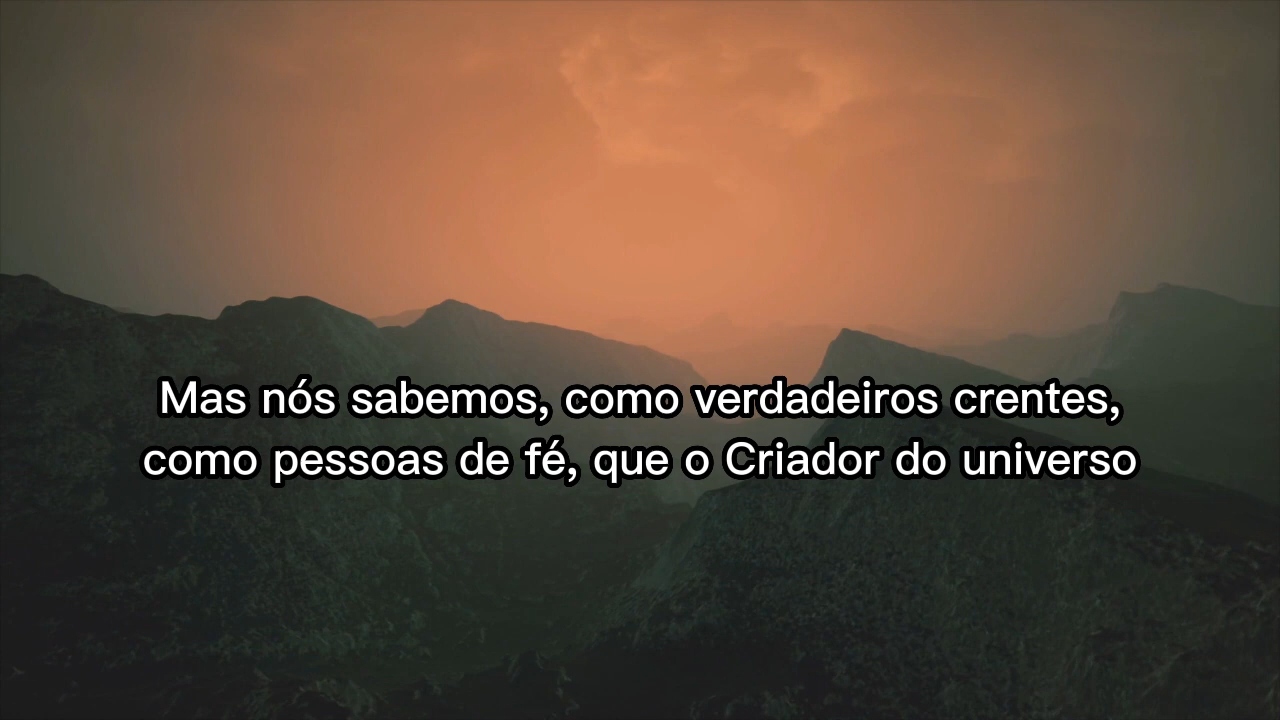 Mas nós sabemos, como verdadeiros crentes,
como pessoas de fé, que o Criador do universo